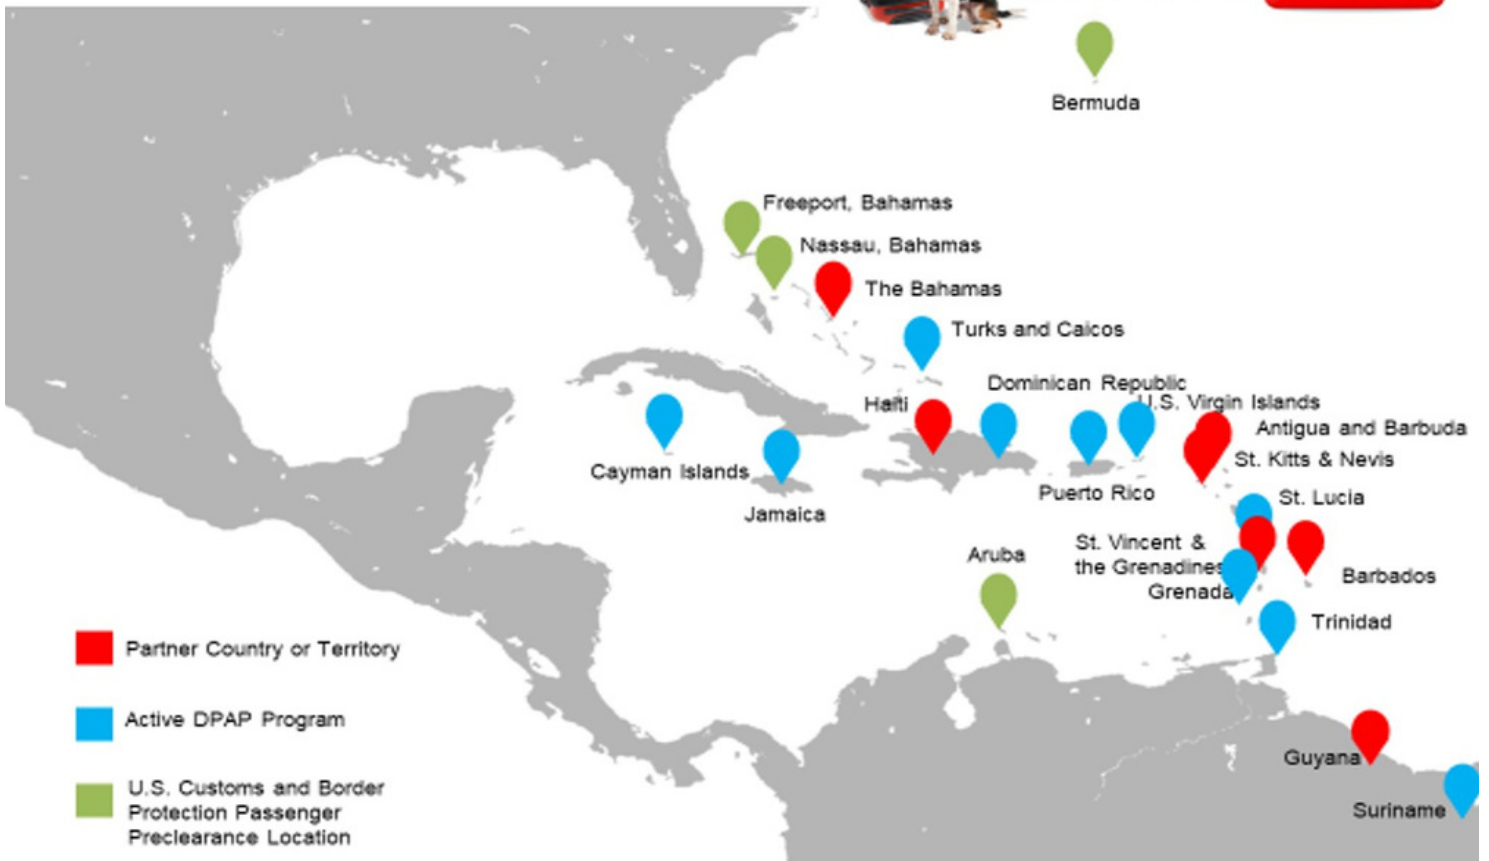 Bermuda
Freeport, Bahamas
Nassau, Bahamas
The Bahamas
Turks and Caicos
Dominican Republic
Haiti
U.S. Virgin Islands
Antigua and Barbuda
Cayman Islands
St. Kitts & Nevis
Puerto Rico
St. Lucia
Jamaica
St. Vincent &
the Grenadines
Aruba
Barbados
Grenada
Trinidad
Partner Country or Territory
Active DPAP Program
Guyana
U.S. Customs and Border
Protection Passenger
Preclearance Location
Suriname